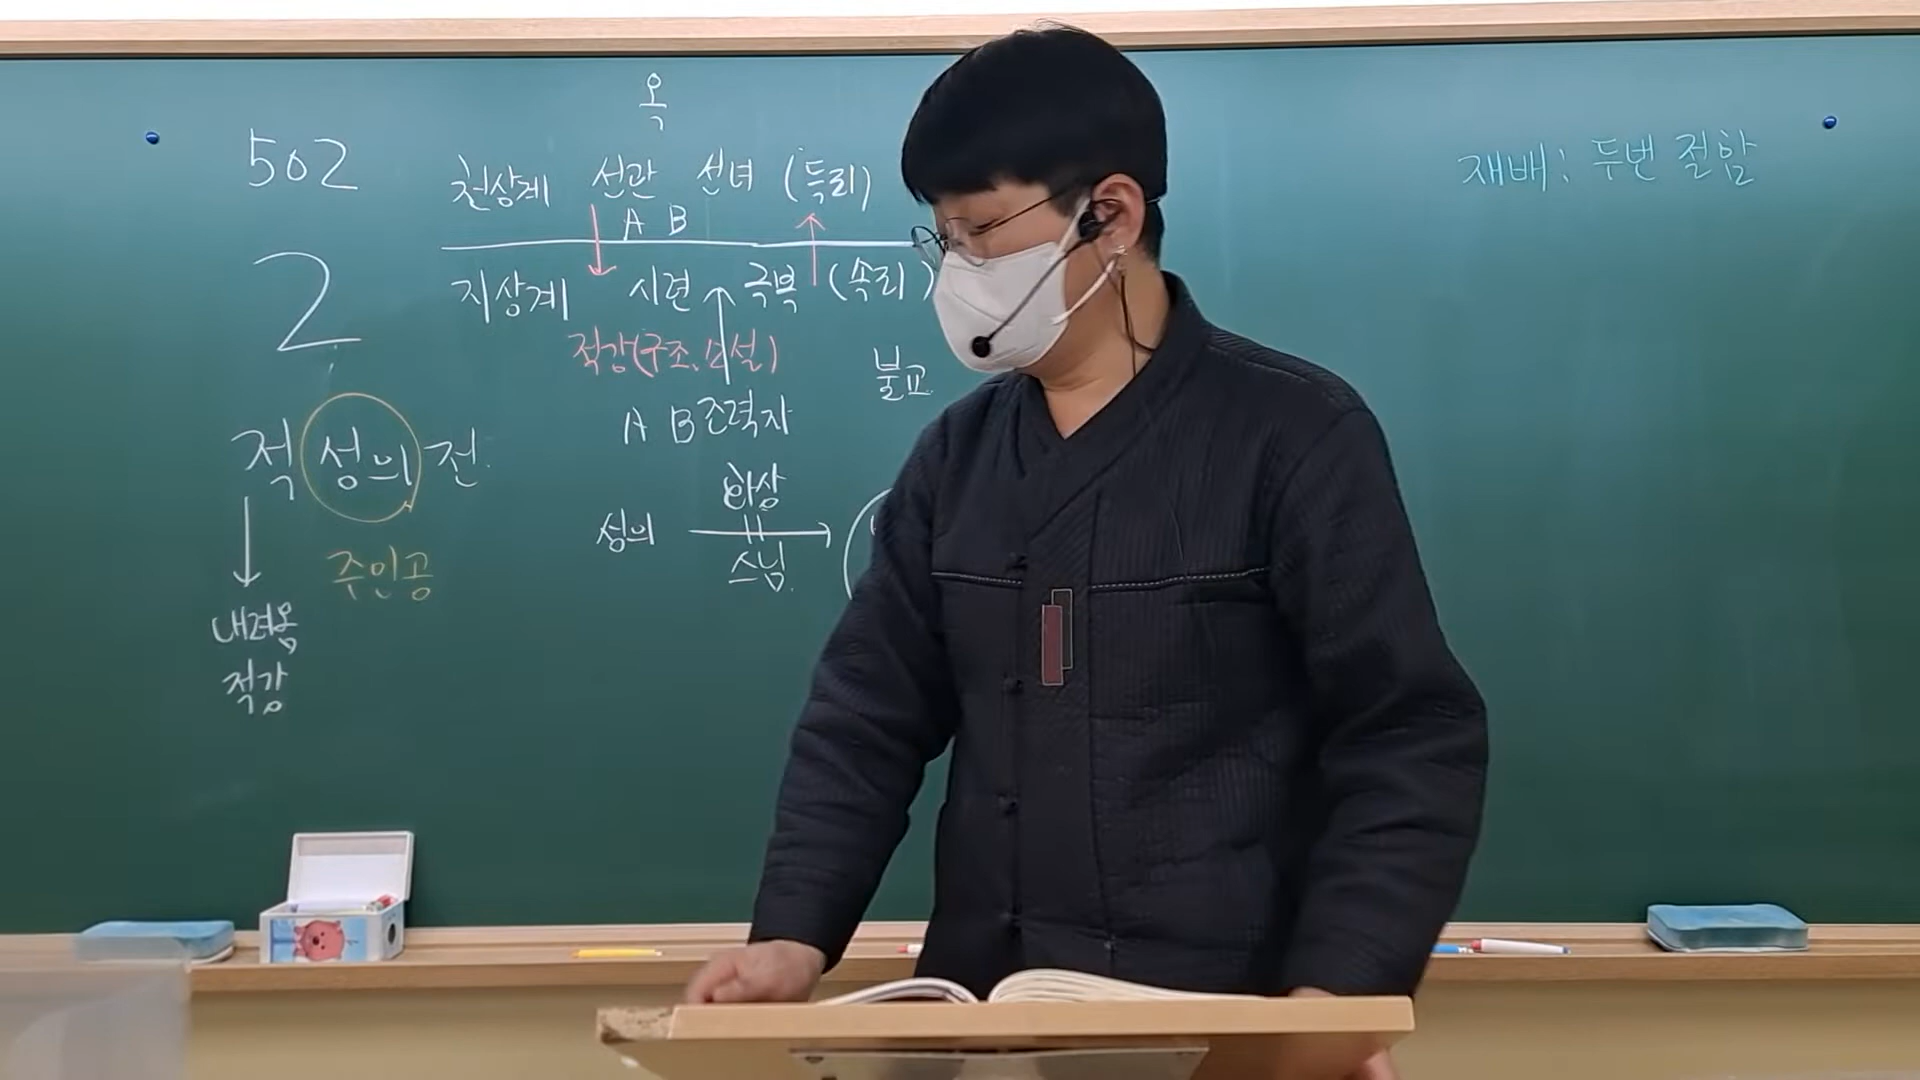 502
2
적성의전
주인공
내려옴
적강
옥
천상계 선관 선녀 (득리)
A B
지상계 시련 극복 (속리)
적강(구조, 소설)
A B 조력자
불교
성의
화상
스님
재배: 두번 절함